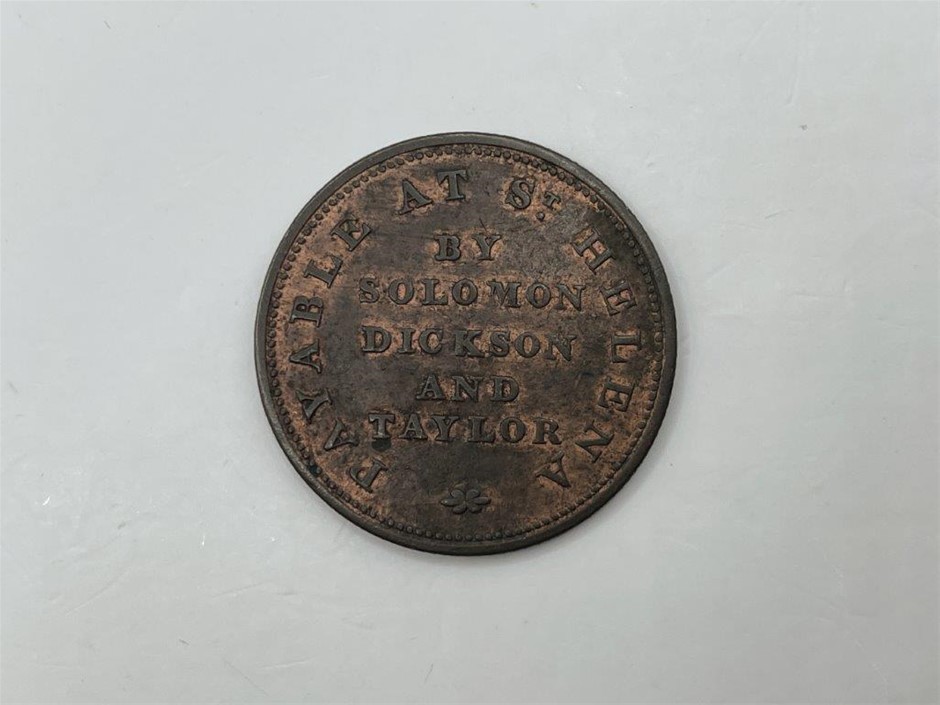 PAYABLE AT ST. HELENA
BY
SOLOMON
DICKSON
AND
TAYLOR